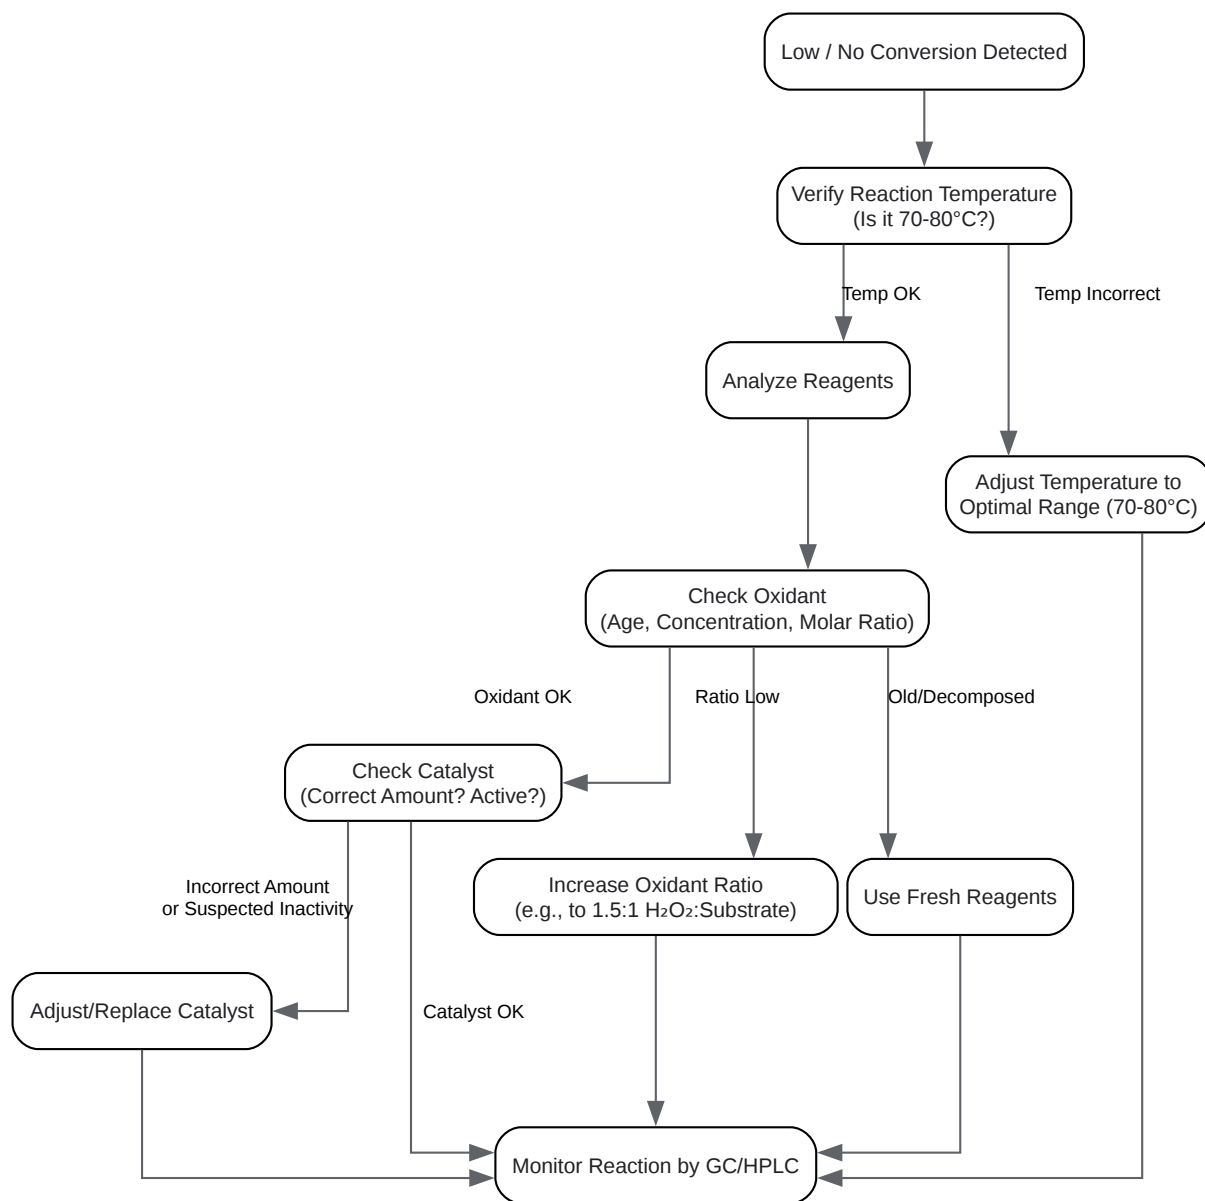 Low / No Conversion Detected
Verify Reaction Temperature
(Is it 70-80°C?)
Temp OK
Temp Incorrect
Analyze Reagents
Adjust Temperature to
Optimal Range (70-80°C)
Check Oxidant
(Age, Concentration, Molar Ratio)
Oxidant OK
Ratio Low
Old/Decomposed
Check Catalyst
(Correct Amount? Active?)
Incorrect Amount
or Suspected Inactivity
Increase Oxidant Ratio
(e.g., to 1.5:1 H₂O₂:Substrate)
Use Fresh Reagents
Adjust/Replace Catalyst
Catalyst OK
Monitor Reaction by GC/HPLC